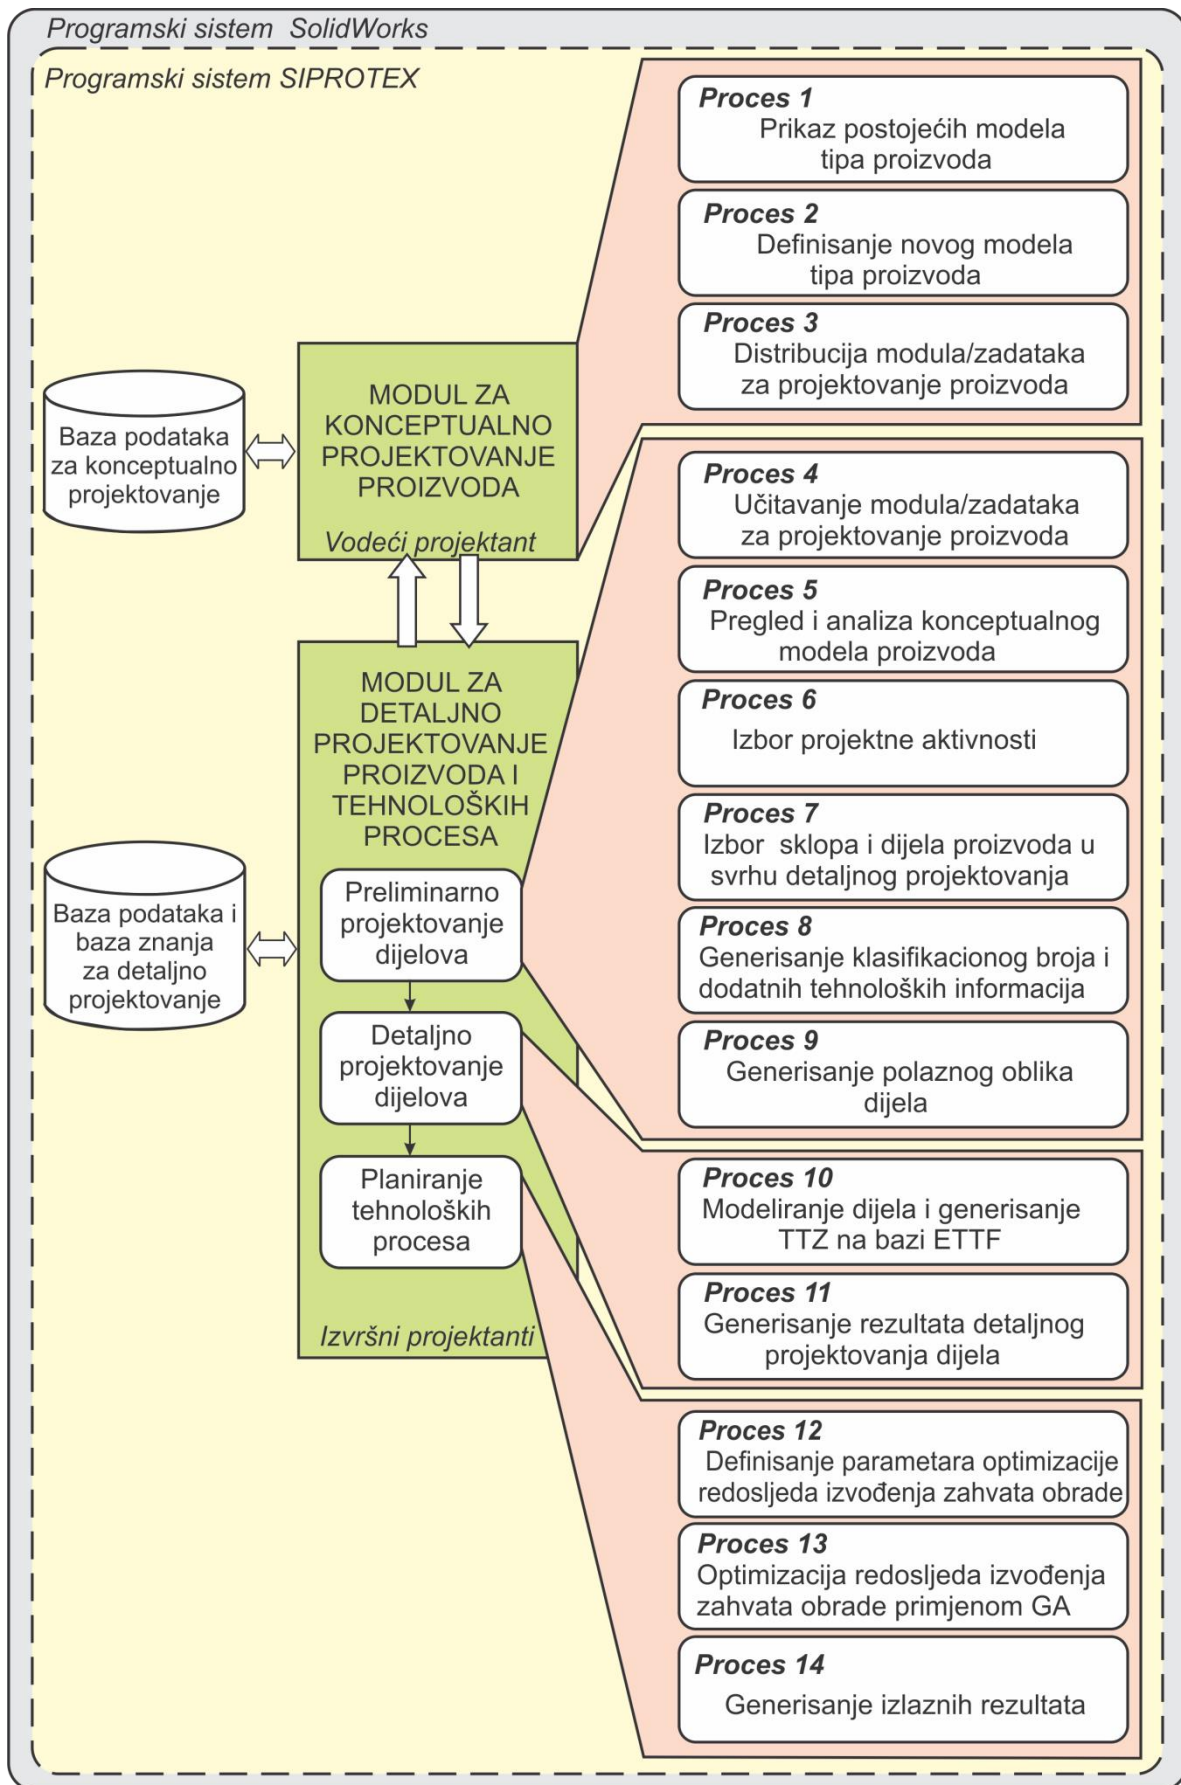 Programski sistem SolidWorks
Programski sistem SIPROTEX
Proces 1
Prikaz postojećih modela
tipa proizvoda
Proces 2
Definisanje novog modela
tipa proizvoda
Proces 3
Distribucija modula/zadataka
za projektovanje proizvoda
Baza podataka
za konceptualno
projektovanje
MODUL ZA
KONCEPTUALNO
PROJEKTOVANJE
PROIZVODA
Vodeći projektant
Proces 4
Učitavanje modula/zadataka
za projektovanje proizvoda
Proces 5
Pregled i analiza konceptualnog
modela proizvoda
Proces 6
Izbor projektne aktivnosti
Proces 7
Izbor sklopa i dijela proizvoda u
svrhu detaljnog projektovanja
Proces 8
Generisanje klasifikacionog broja i
dodatnih tehnoloških informacija
Proces 9
Generisanje polaznog oblika
dijela
MODUL ZA
DETALJNO
PROJEKTOVANJE
PROIZVODA I
TEHNOLOŠKIH
PROCESA
Baza podataka i
baza znanja
za detaljno
projektovanje
Preliminarno
projektovanje
dijelova
Detaljno
projektovanje
dijelova
Planiranje
tehnoloških
procesa
Izvršni projektanti
Proces 10
Modeliranje dijela i generisanje
TTZ na bazi ETTF
Proces 11
Generisanje rezultata detaljnog
projektovanja dijela
Proces 12
Definisanje parametara optimizacije
redosljeda izvođenja zahvata obrade
Proces 13
Optimizacija redosljeda izvođenja
zahvata obrade primjenom GA
Proces 14
Generisanje izlaznih rezultata